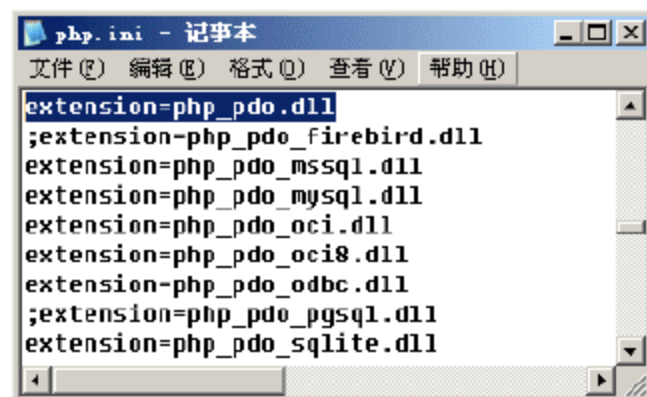 php.ini - 记事本
文件(F) 编辑(E) 格式(O) 查看(V) 帮助(H)
extension=php_pdo.dll
;extension=php_pdo_firebird.dll
extension=php_pdo_mssql.dll
extension=php_pdo_mysql.dll
extension=php_pdo_oci.dll
extension=php_pdo_oci8.dll
extension=php_pdo_odbc.dll
;extension=php_pdo_pgsql.dll
extension=php_pdo_sqlite.dll